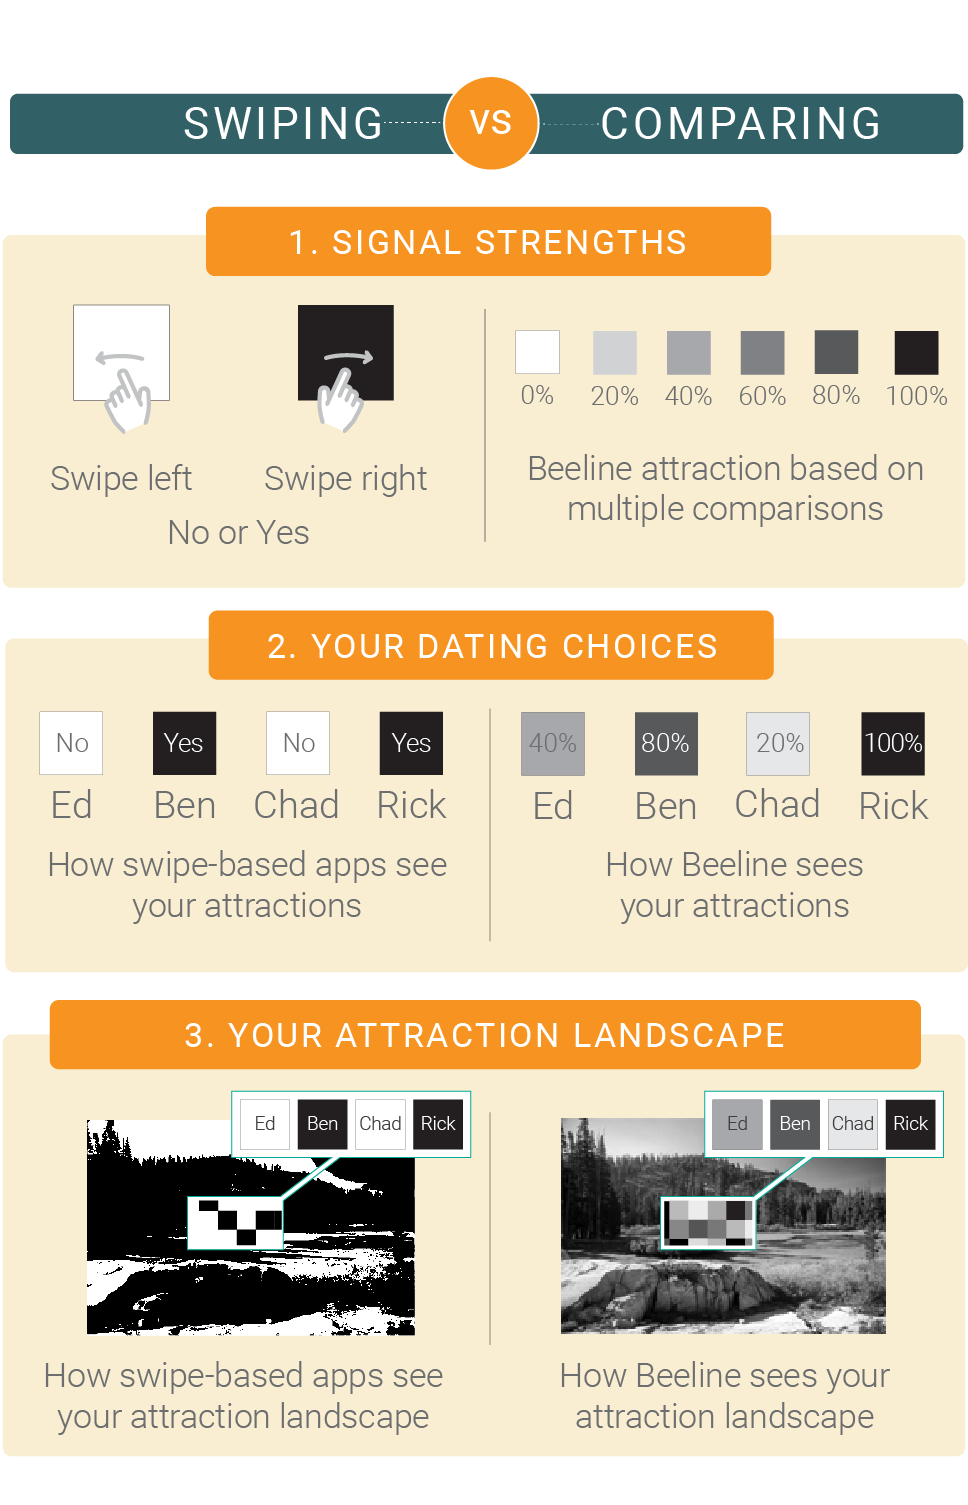 SWIPING VS COMPARING
1. SIGNAL STRENGTHS
Swipe left Swipe right
No or Yes
0% 20% 40% 60% 80% 100%
Beeline attraction based on
multiple comparisons
2. YOUR DATING CHOICES
No Yes No Yes
Ed Ben Chad Rick
How swipe-based apps see
your attractions
40% 80% 20% 100%
Ed Ben Chad Rick
How Beeline sees
your attractions
3. YOUR ATTRACTION LANDSCAPE
Ed Ben Chad Rick
How swipe-based apps see
your attraction landscape
Ed Ben Chad Rick
How Beeline sees your
attraction landscape